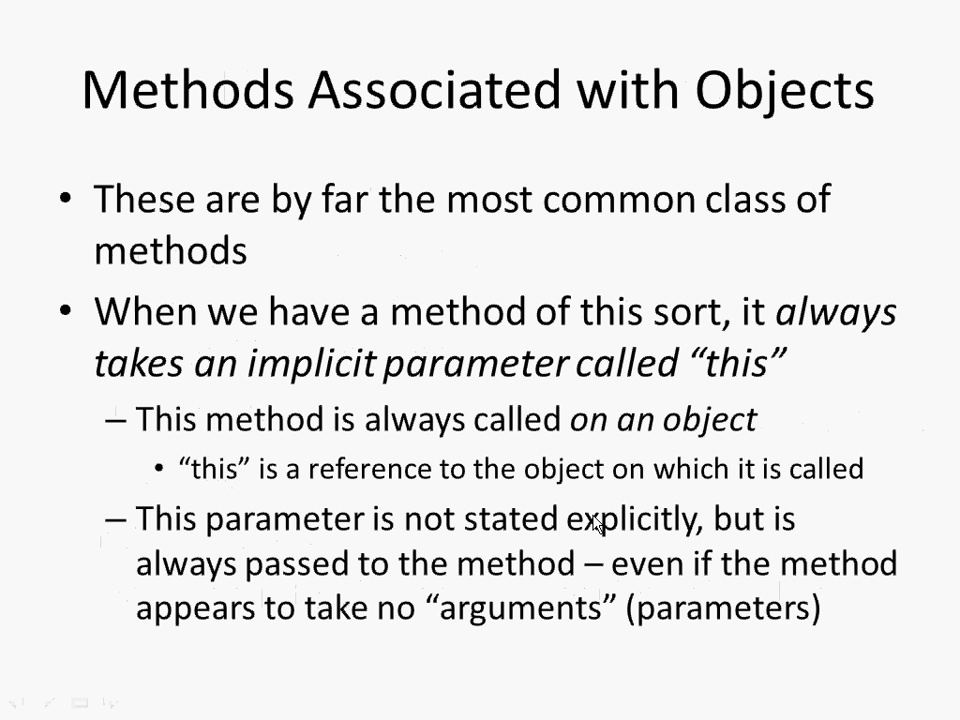 Methods Associated with Objects
• These are by far the most common class of
methods
• When we have a method of this sort, it always
takes an implicit parameter called “this”
– This method is always called on an object
• “this” is a reference to the object on which it is called
– This parameter is not stated explicitly, but is
always passed to the method – even if the method
appears to take no “arguments” (parameters)